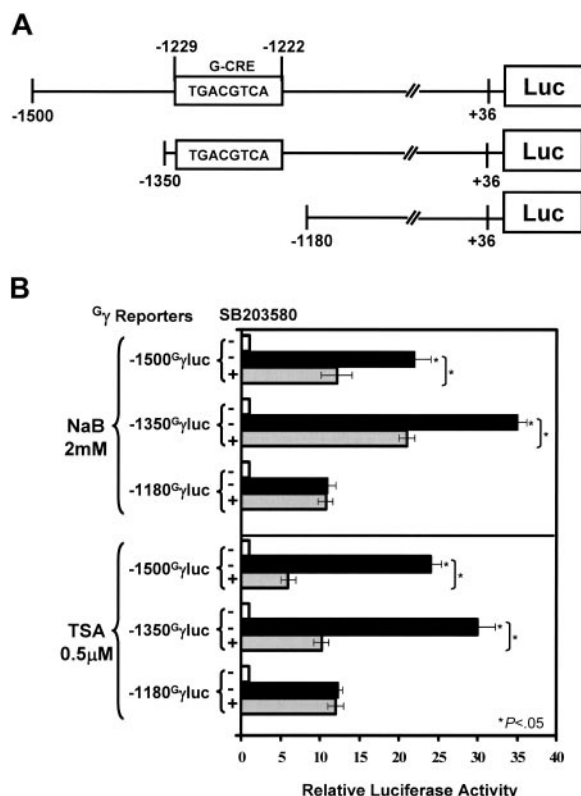 A
-1229 -1222
G-CRE
TGACGTCA
Luc
-1500 +36
TGACGTCA
Luc
-1350 +36
Luc
-1180 +36
B
Gγ Reporters SB203580
NaB
2mM
-
-1500Gγluc -
+
*
*
-
-1350Gγluc -
+
*
*
-
-1180Gγluc -
+
TSA
0.5μM
-
-1500Gγluc -
+
*
*
-
-1350Gγluc -
+
*
*
-
-1180Gγluc -
+
*P<.05
0 5 10 15 20 25 30 35 40
Relative Luciferase Activity